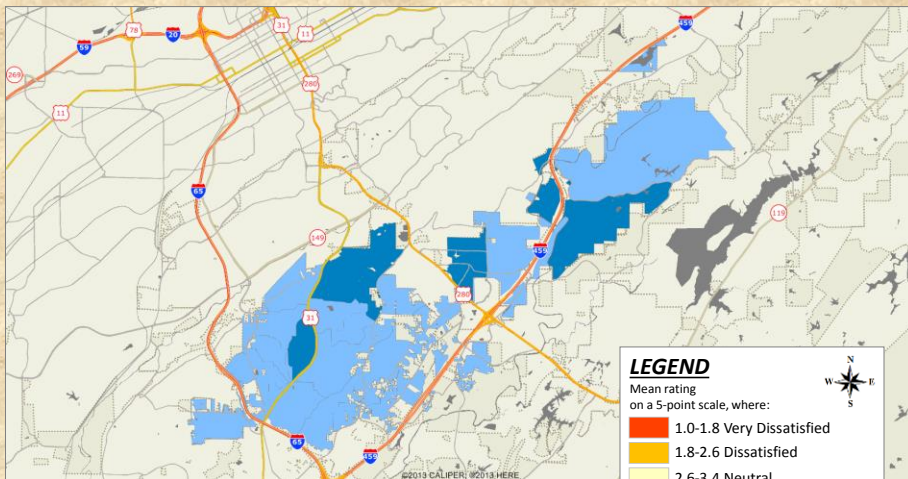 459
31
78
20
11
59
280
269
11
65
119
149
459
280
31
LEGEND
N
W E
S
Mean rating
on a 5-point scale, where:
1.0-1.8 Very Dissatisfied
1.8-2.6 Dissatisfied
2.6-3.4 Neutral
65
459
©2013 CALIPER; ©2013 HERE